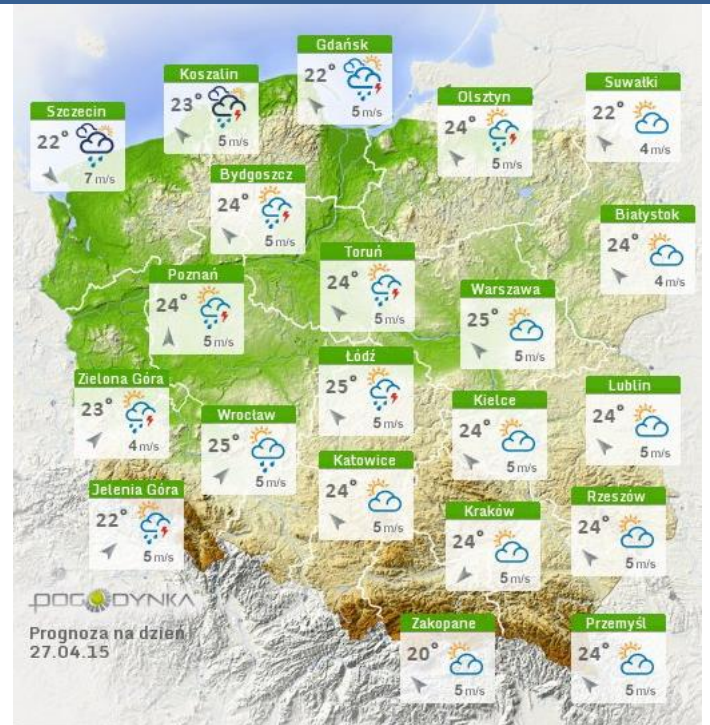 Gdańsk
22°
5 m/s
Koszalin
23°
5 m/s
Suwałki
22°
4 m/s
Olsztyn
24°
5 m/s
Szczecin
22°
7 m/s
Bydgoszcz
24°
5 m/s
Białystok
24°
4 m/s
Toruń
24°
5 m/s
Poznań
24°
5 m/s
Warszawa
25°
5 m/s
Łódź
25°
5 m/s
Zielona Góra
23°
4 m/s
Lublin
24°
5 m/s
Kielce
24°
5 m/s
Wrocław
25°
5 m/s
Katowice
24°
5 m/s
Jelenia Góra
22°
5 m/s
Rzeszów
24°
5 m/s
Kraków
24°
5 m/s
POGODYNKA
Prognoza na dzień
27.04.15
Zakopane
20°
5 m/s
Przemyśl
24°
5 m/s